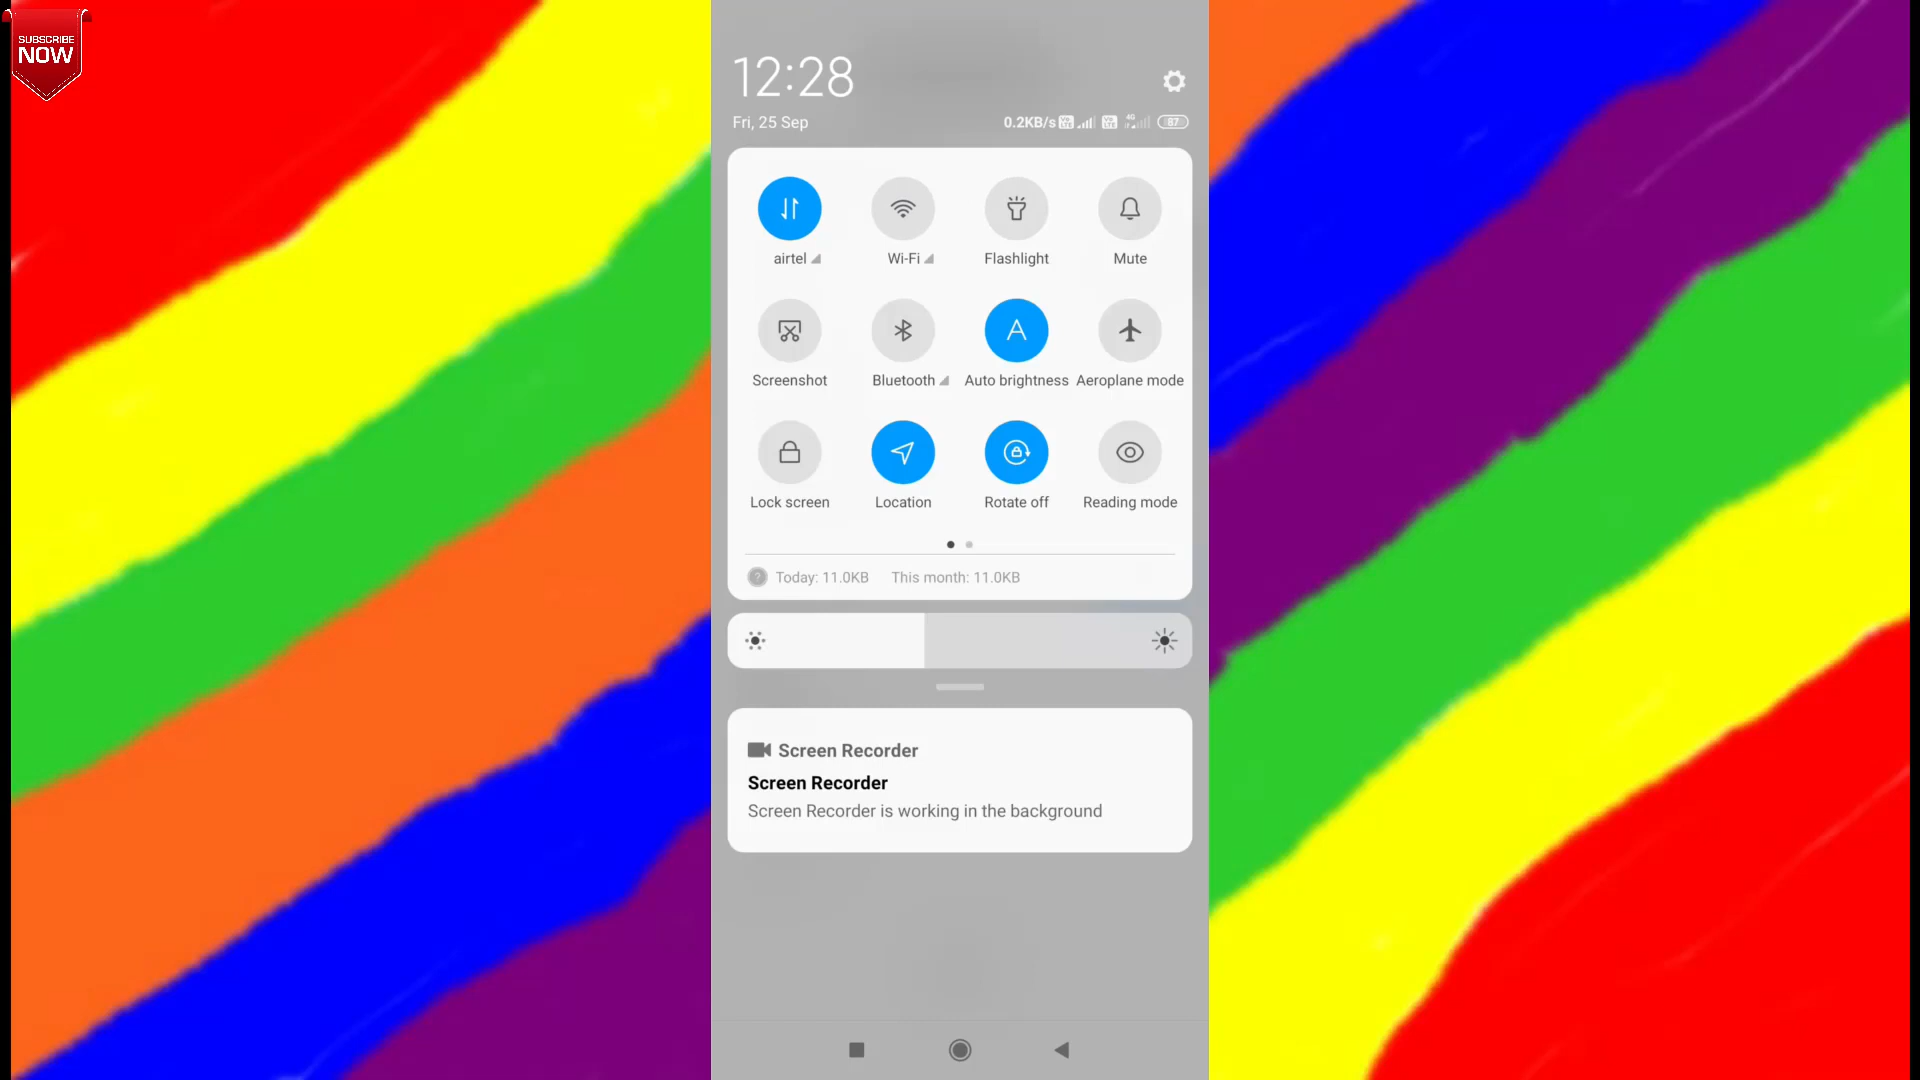 SUBSCRIBE
NOW
12:28
Fri, 25 Sep
0.2KB/s 4G 87
airtel Wi-Fi Flashlight Mute
Screenshot Bluetooth Auto brightness Aeroplane mode
A
Lock screen Location Rotate off Reading mode
? Today: 11.0KB This month: 11.0KB
Screen Recorder
Screen Recorder
Screen Recorder is working in the background